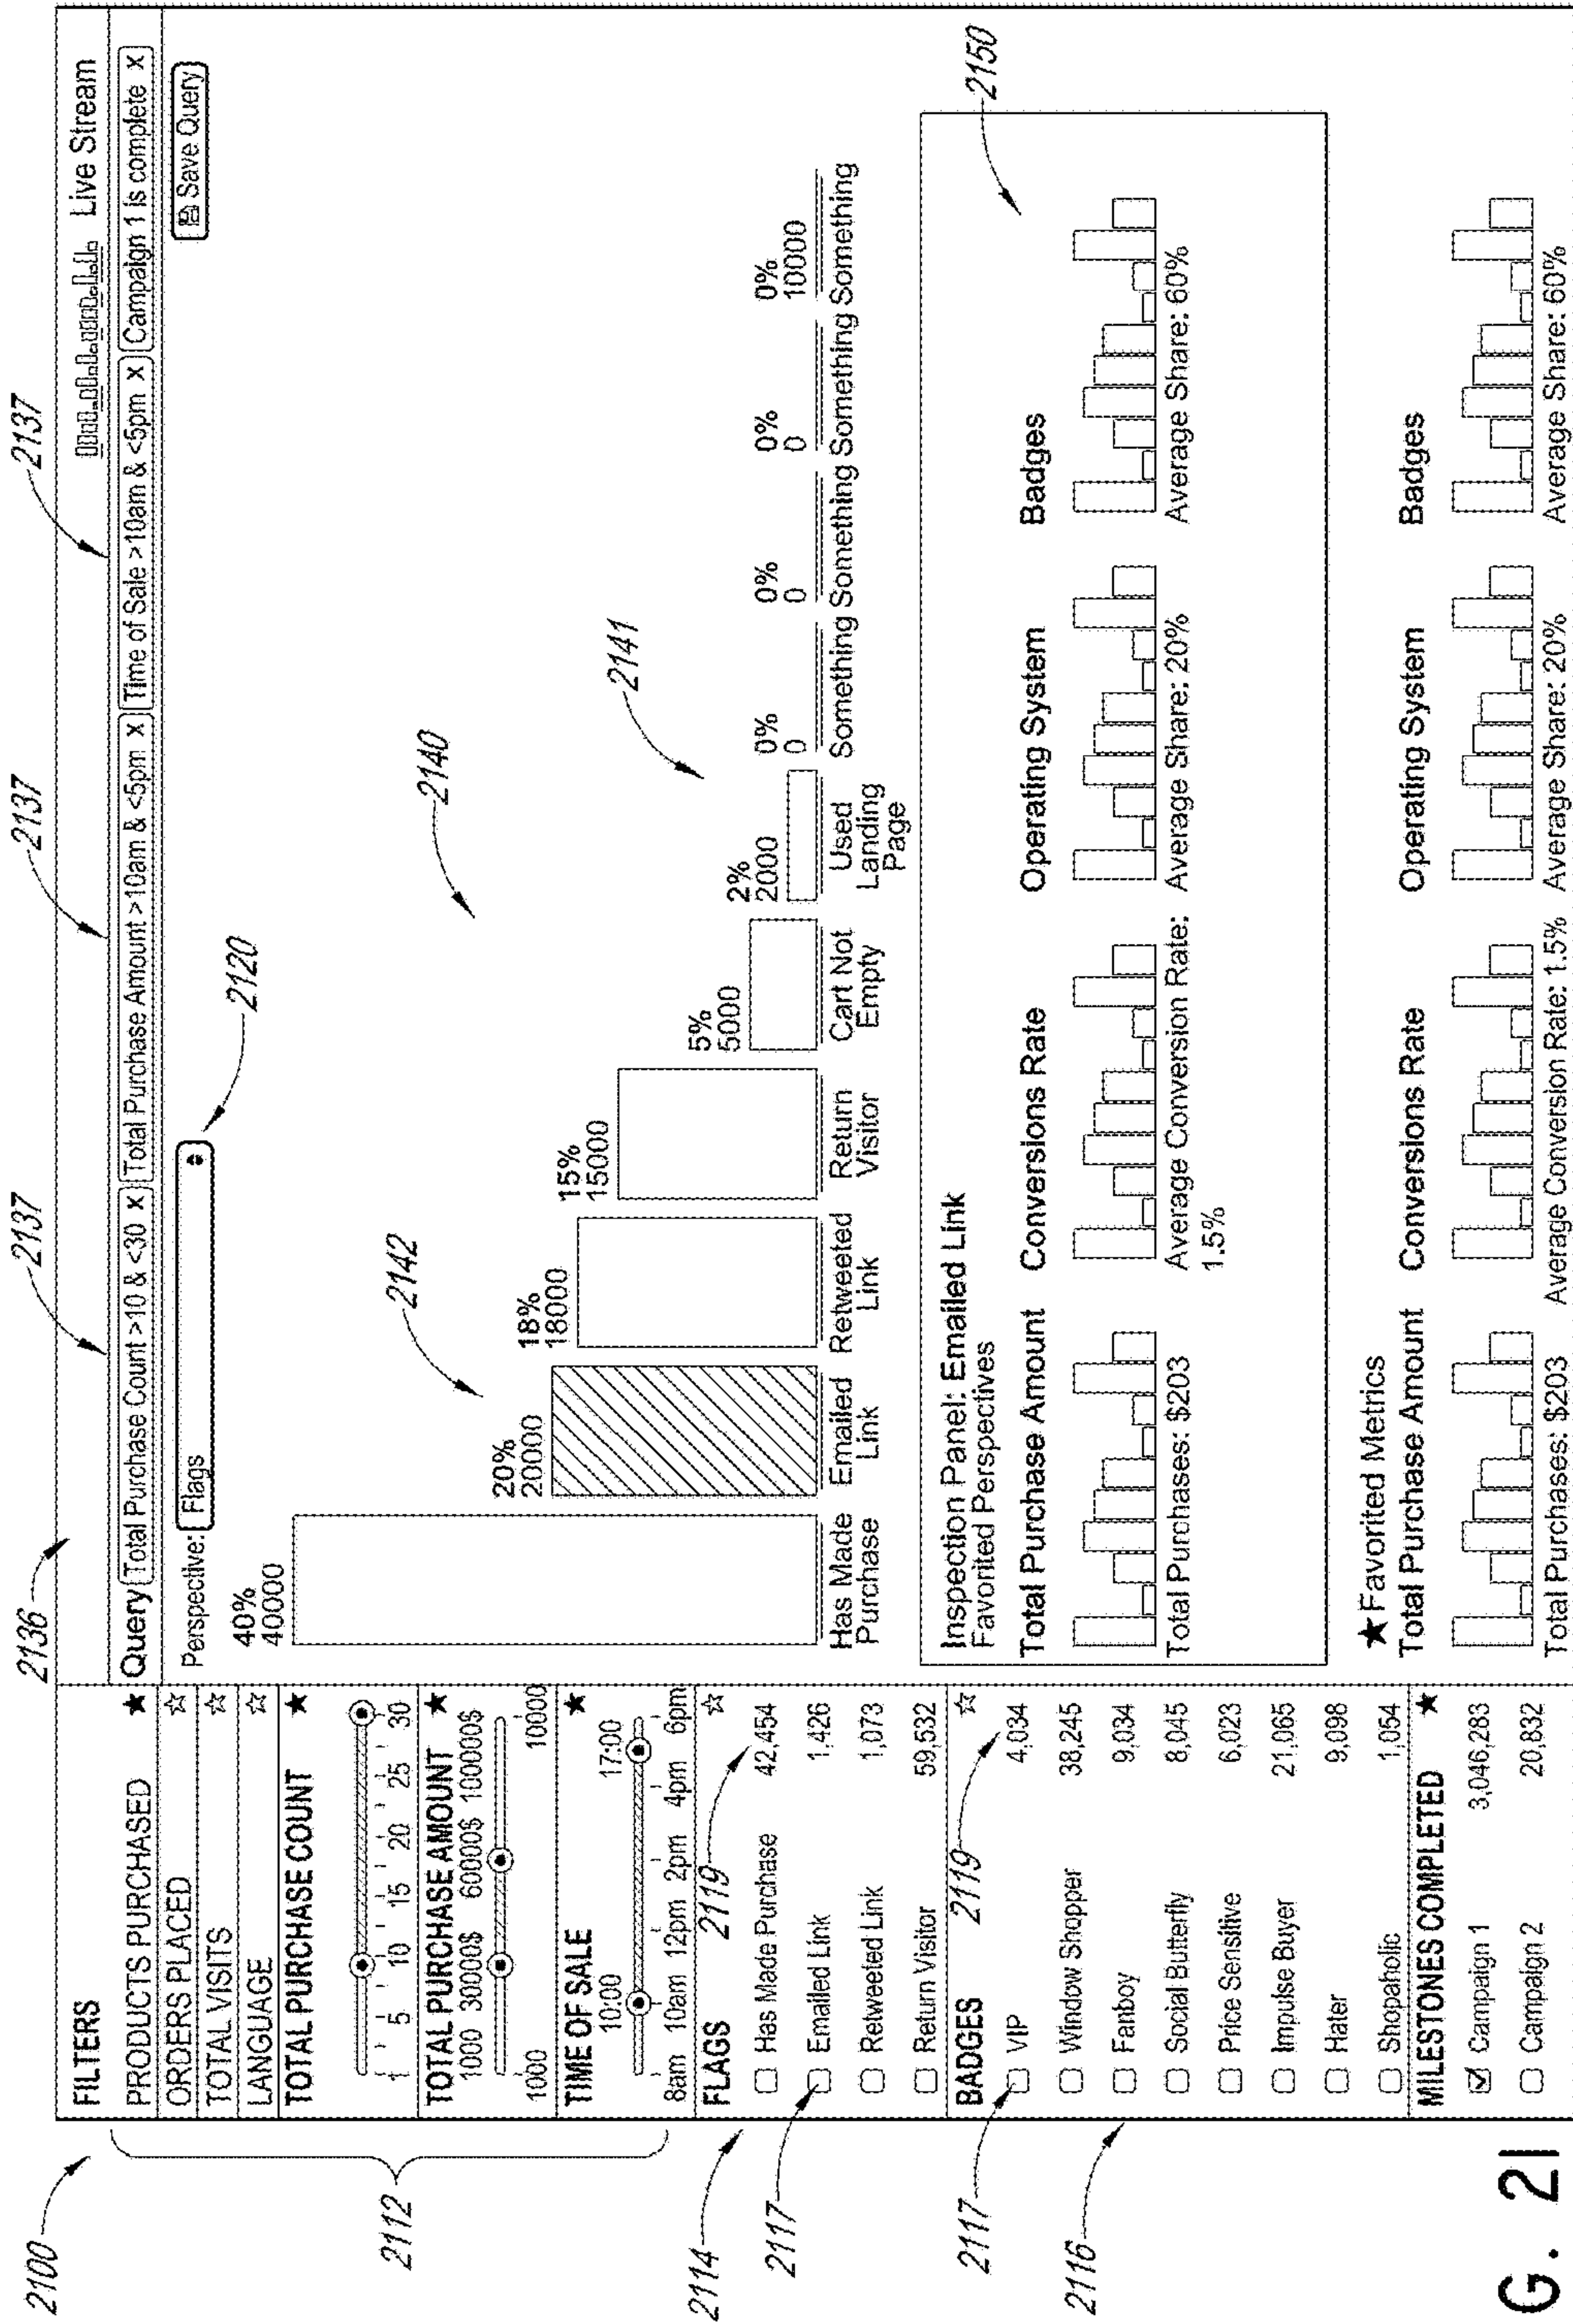 2100
2136
2137
2137
2137
FILTERS
Live Stream
PRODUCTS PURCHASED ★
ORDERS PLACED ☆
TOTAL VISITS ☆
LANGUAGE ☆
TOTAL PURCHASE COUNT ★
1 5 10 15 20 25 30
TOTAL PURCHASE AMOUNT ★
1000 30000$ 60000$ 100000$
1000 10000
TIME OF SALE ★
10:00 17:00
8am 10am 12pm 2pm 4pm 6pm
2112
FLAGS ☆
2119
Has Made Purchase 42,454
Emailed Link 1,426
Retweeted Link 1,073
Return Visitor 59,532
2114
2117
BADGES ☆
2119
VIP 4,034
Window Shopper 38,245
Fanboy 9,034
Social Butterfly 8,045
Price Sensitive 6,023
Impulse Buyer 21,065
Hater 9,098
Shopaholic 1,054
2117
2116
MILESTONES COMPLETED ★
Campaign 1 3,046,283
Campaign 2 20,832
Query Total Purchase Count >10 & <30 X Total Purchase Amount >10am & <5pm X Time of Sale >10am & <5pm X Campaign 1 is complete X
Perspective: Flags
2120
Save Query
40%
40000
Has Made
Purchase
20%
20000
Emailed
Link
2142
18%
18000
Retweeted
Link
15%
15000
Return
Visitor
5%
5000
Cart Not
Empty
2140
2%
2000
Used
Landing
Page
2141
0%
0
Something
0%
0
Something
0%
0
Something
0%
10000
Something
Inspection Panel: Emailed Link
Favorited Perspectives
2150
Total Purchase Amount
Total Purchases: $203
Conversions Rate
Average Conversion Rate:
1.5%
Operating System
Average Share: 20%
Badges
Average Share: 60%
★ Favorited Metrics
Total Purchase Amount
Total Purchases: $203
Conversions Rate
Average Conversion Rate: 1.5%
Operating System
Average Share: 20%
Badges
Average Share: 60%
G. 21